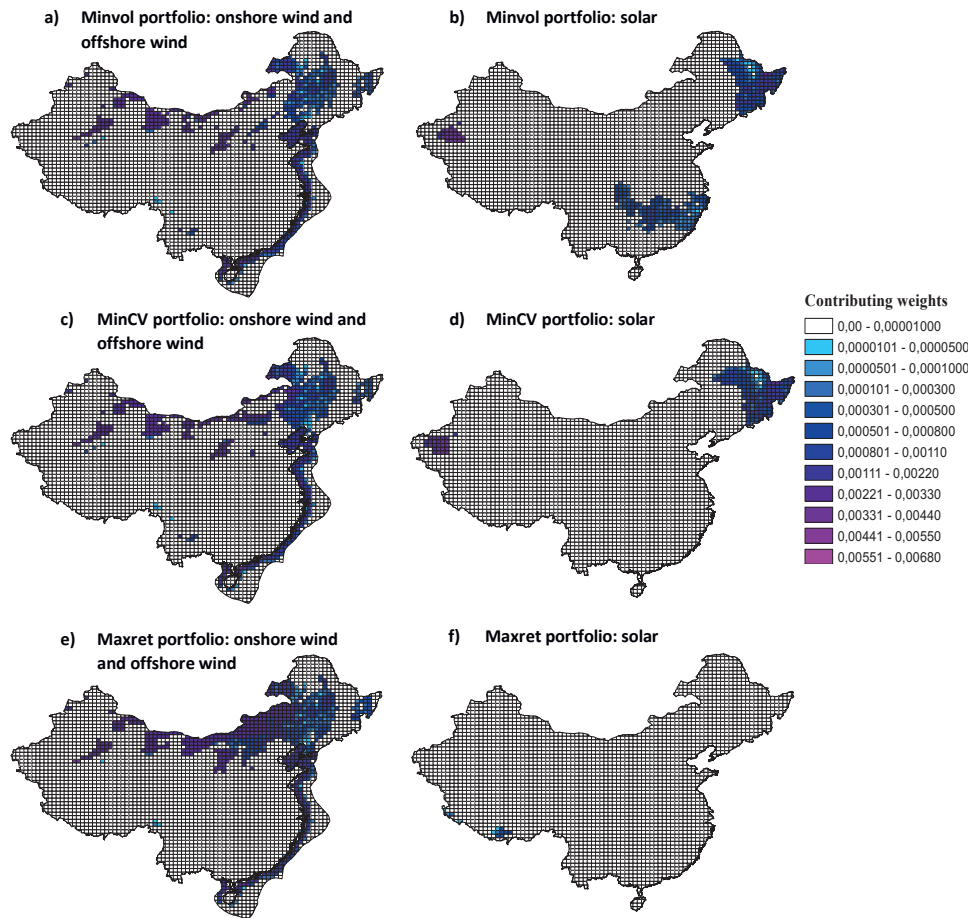 a) Minvol portfolio: onshore wind and
offshore wind
b) Minvol portfolio: solar
c) MinCV portfolio: onshore wind and
offshore wind
d) MinCV portfolio: solar
Contributing weights
0,00 - 0,00001000
0,0000101 - 0,0000500
0,0000501 - 0,0001000
0,000101 - 0,000300
0,000301 - 0,000500
0,000501 - 0,000800
0,000801 - 0,00110
0,00111 - 0,00220
0,00221 - 0,00330
0,00331 - 0,00440
0,00441 - 0,00550
0,00551 - 0,00680
e) Maxret portfolio: onshore wind
and offshore wind
f) Maxret portfolio: solar